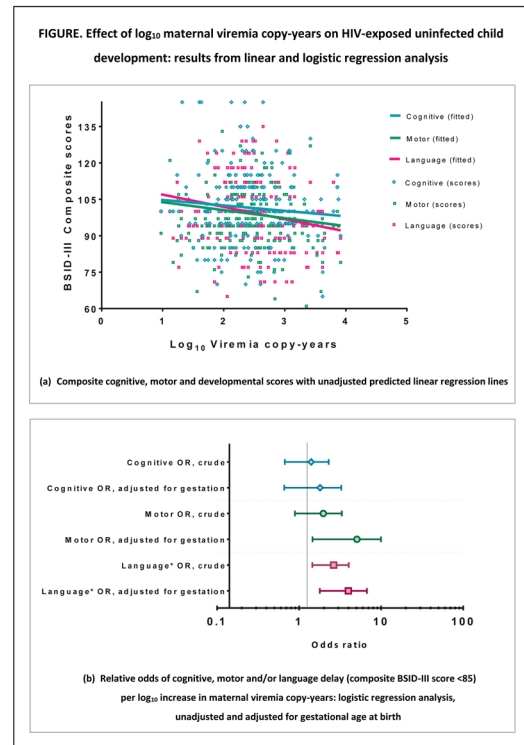 FIGURE. Effect of log₁₀ maternal viremia copy-years on HIV-exposed uninfected child
development: results from linear and logistic regression analysis
BSID-III Composite scores
135
120
105
90
75
60
0
1
2
3
4
5
Log₁₀ Viremia copy-years
Cognitive (fitted)
Motor (fitted)
Language (fitted)
Cognitive (scores)
Motor (scores)
Language (scores)
(a) Composite cognitive, motor and developmental scores with unadjusted predicted linear regression lines
Cognitive OR, crude
Cognitive OR, adjusted for gestation
Motor OR, crude
Motor OR, adjusted for gestation
Language* OR, crude
Language* OR, adjusted for gestation
0.1
1
10
100
Odds ratio
(b) Relative odds of cognitive, motor and/or language delay (composite BSID-III score <85)
per log₁₀ increase in maternal viremia copy-years: logistic regression analysis,
unadjusted and adjusted for gestational age at birth